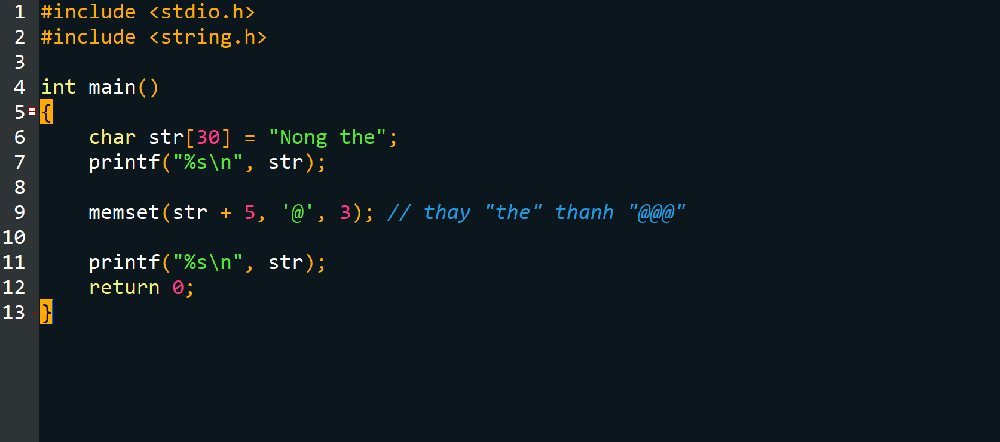 1 #include <stdio.h>
2 #include <string.h>
3
4 int main()
5 {
6     char str[30] = "Nong the";
7     printf("%s\n", str);
8
9     memset(str + 5, '@', 3); // thay "the" thanh "@@@"
10
11     printf("%s\n", str);
12     return 0;
13 }